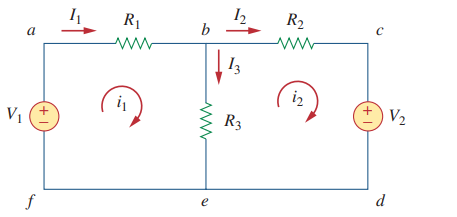 I₁ R₁ I₂ R₂
a b c
I₃
i₁ i₂
V₁ + − R₃ + − V₂
f e d